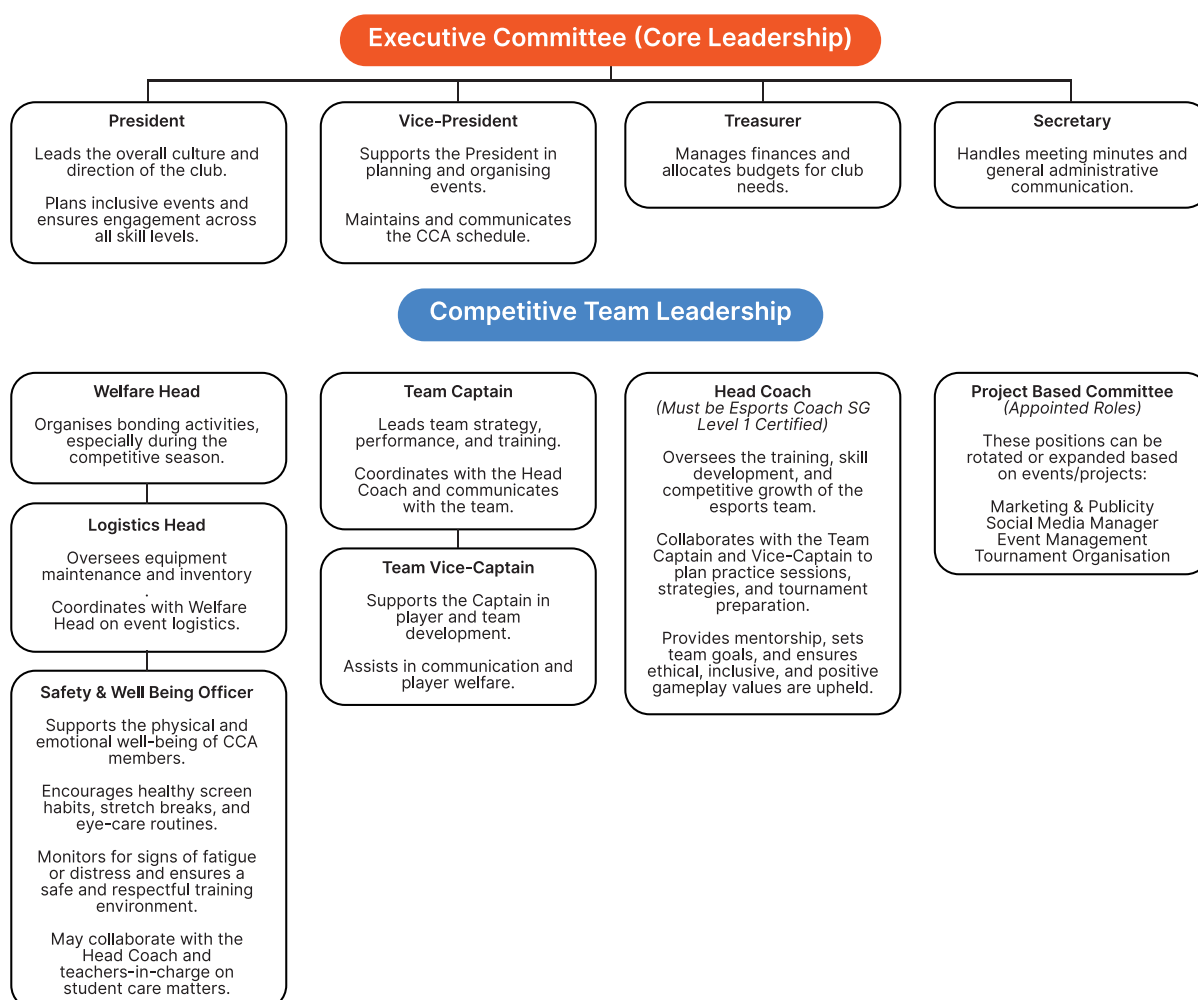 Executive Committee (Core Leadership)
President
Leads the overall culture and
direction of the club.
Plans inclusive events and
ensures engagement across
all skill levels.
Vice-President
Supports the President in
planning and organising
events.
Maintains and communicates
the CCA schedule.
Treasurer
Manages finances and
allocates budgets for club
needs.
Secretary
Handles meeting minutes and
general administrative
communication.
Competitive Team Leadership
Welfare Head
Organises bonding activities,
especially during the
competitive season.
Logistics Head
Oversees equipment
maintenance and inventory
.
Coordinates with Welfare
Head on event logistics.
Safety & Well Being Officer
Supports the physical and
emotional well-being of CCA
members.
Encourages healthy screen
habits, stretch breaks, and
eye-care routines.
Monitors for signs of fatigue
or distress and ensures a
safe and respectful training
environment.
May collaborate with the
Head Coach and
teachers-in-charge on
student care matters.
Team Captain
Leads team strategy,
performance, and training.
Coordinates with the Head
Coach and communicates
with the team.
Team Vice-Captain
Supports the Captain in
player and team
development.
Assists in communication and
player welfare.
Head Coach
(Must be Esports Coach SG
Level 1 Certified)
Oversees the training, skill
development, and
competitive growth of the
esports team.
Collaborates with the Team
Captain and Vice-Captain to
plan practice sessions,
strategies, and tournament
preparation.
Provides mentorship, sets
team goals, and ensures
ethical, inclusive, and positive
gameplay values are upheld.
Project Based Committee
(Appointed Roles)
These positions can be
rotated or expanded based
on events/projects:
Marketing & Publicity
Social Media Manager
Event Management
Tournament Organisation